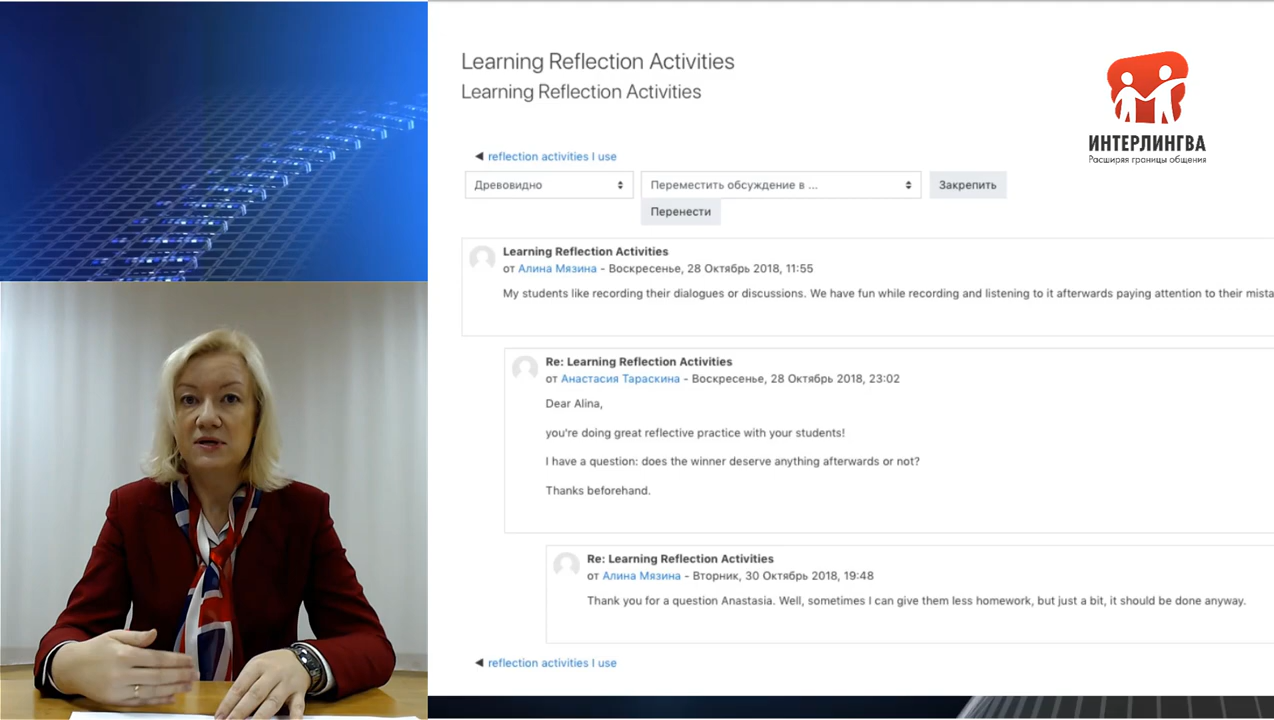 Learning Reflection Activities
Learning Reflection Activities
ИНТЕРЛИНГВА
Расширяя границы общения
◀ reflection activities I use
Древовидно
Переместить обсуждение в ...
Закрепить
Перенести
Learning Reflection Activities
от Алина Мязина - Воскресенье, 28 Октябрь 2018, 11:55
My students like recording their dialogues or discussions. We have fun while recording and listening to it afterwards paying attention to their mista
Re: Learning Reflection Activities
от Анастасия Тараскина - Воскресенье, 28 Октябрь 2018, 23:02
Dear Alina,
you're doing great reflective practice with your students!
I have a question: does the winner deserve anything afterwards or not?
Thanks beforehand.
Re: Learning Reflection Activities
от Алина Мязина - Вторник, 30 Октябрь 2018, 19:48
Thank you for a question Anastasia. Well, sometimes I can give them less homework, but just a bit, it should be done anyway.
◀ reflection activities I use